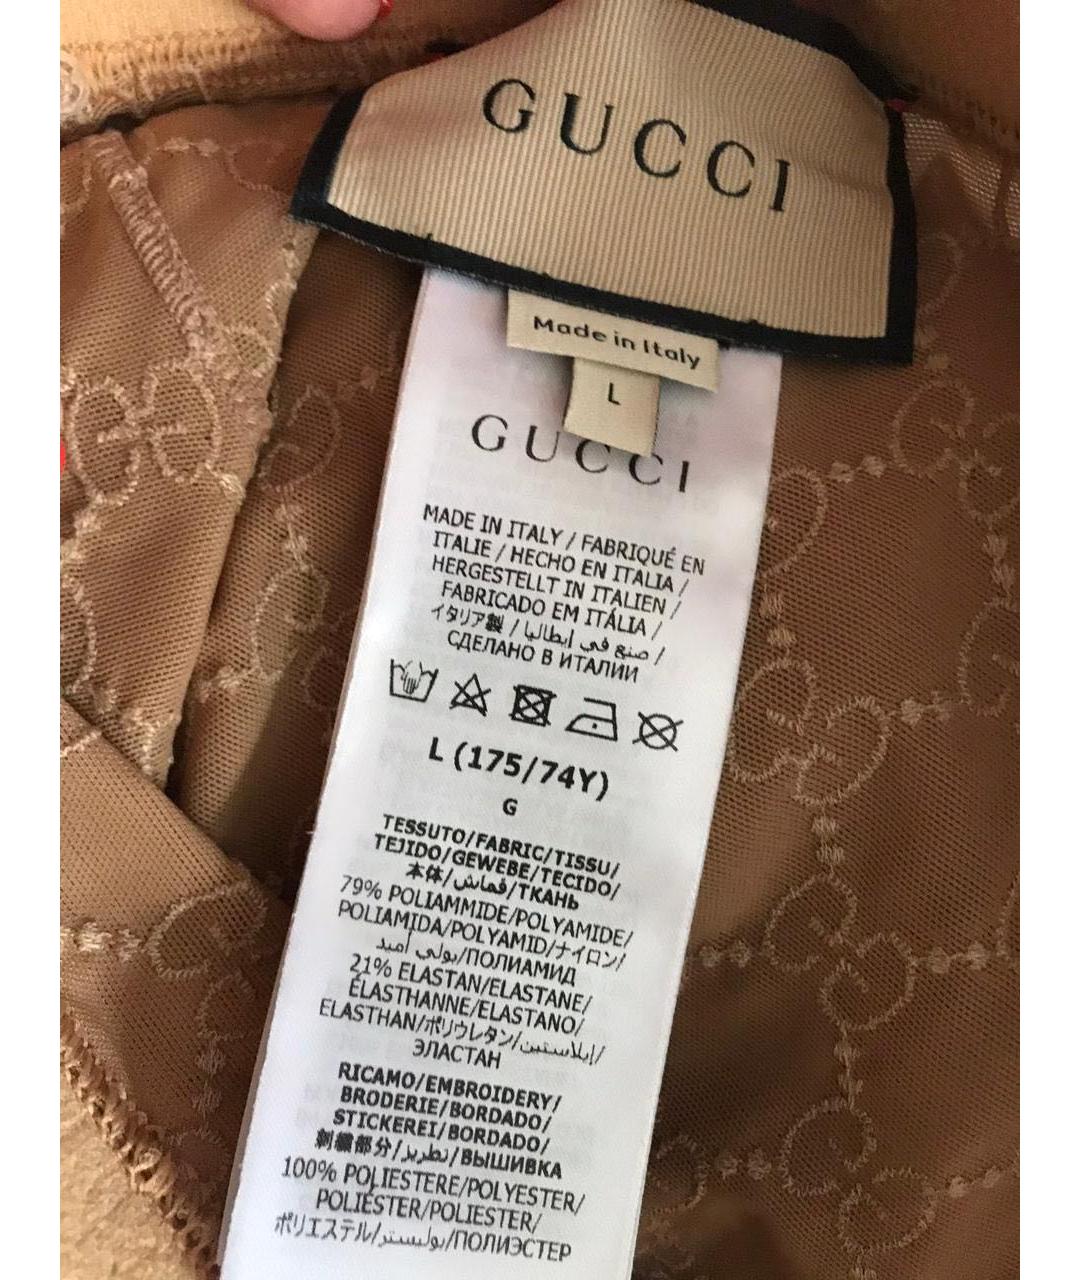 GUCCI
Made in Italy
L
GUCCI
MADE IN ITALY / FABRIQUÉ EN
ITALIE / HECHO EN ITALIA /
HERGESTELLT IN ITALIEN /
FABRICADO EM ITÁLIA /
イタリア製 / صنع في إيطاليا /
СДЕЛАНО В ИТАЛИИ
L (175/74Y)
G
TESSUTO/FABRIC/TISSU/
TEJIDO/GEWEBE/TECIDO/
本体/قماش/ТКАНЬ
79% POLIAMMIDE/POLYAMIDE/
POLIAMIDA/POLYAMID/ナイロン/
بولي أميد/ПОЛИАМИД
21% ELASTAN/ELASTANE/
ÉLASTHANNE/ELASTANO/
ELASTHAN/ポリウレタン/إيلاستين/
ЭЛАСТАН
RICAMO/EMBROIDERY/
BRODERIE/BORDADO/
STICKEREI/BORDADO/
刺繍部分/تطريز/ВЫШИВКА
100% POLIESTERE/POLYESTER/
POLIÉSTER/POLIESTER/
ポリエステル/بوليستر/ПОЛИЭСТЕР